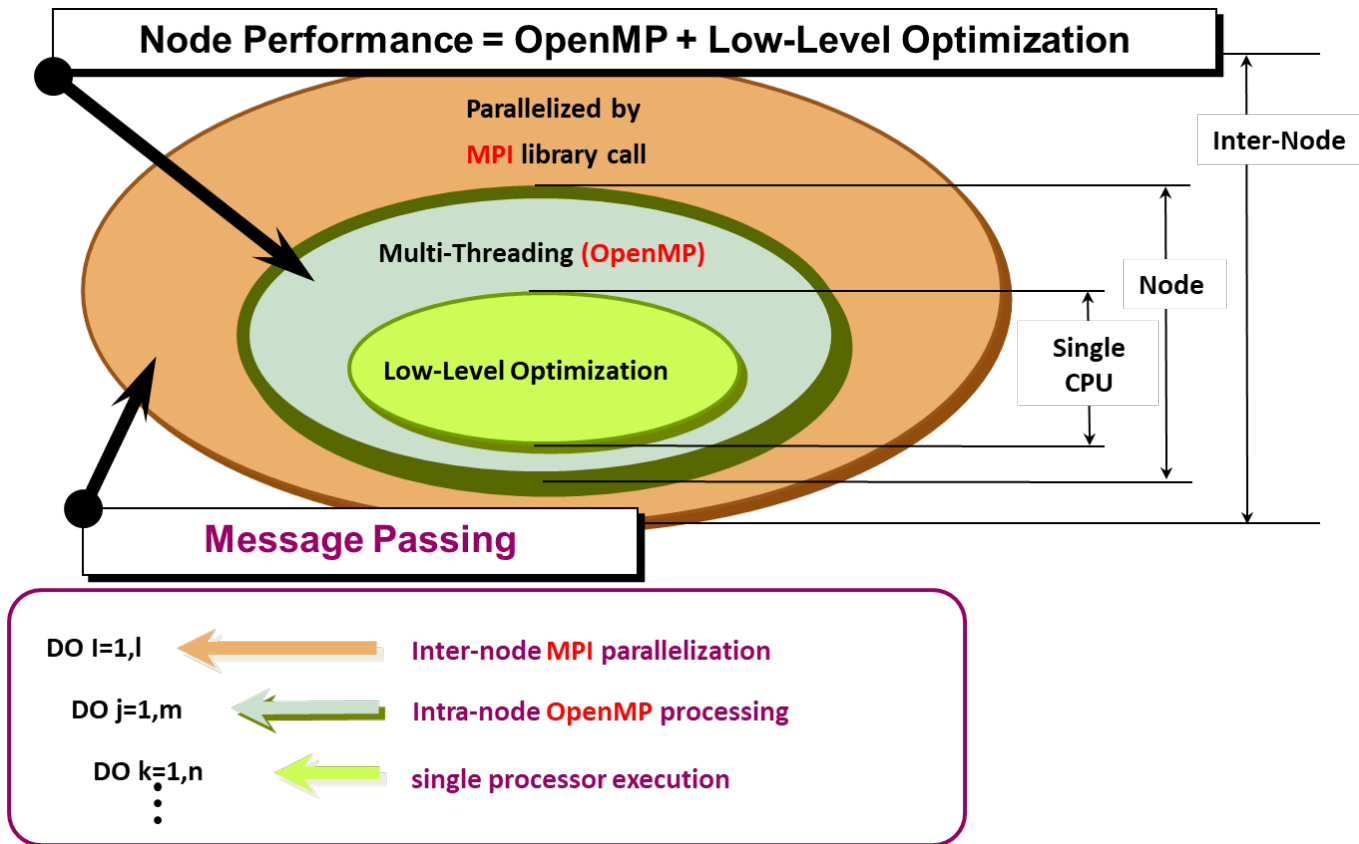 Node Performance = OpenMP + Low-Level Optimization
Parallelized by
MPI library call
Inter-Node
Multi-Threading (OpenMP)
Node
Single
CPU
Low-Level Optimization
Message Passing
DO I=1,l
Inter-node MPI parallelization
DO j=1,m
Intra-node OpenMP processing
DO k=1,n
single processor execution